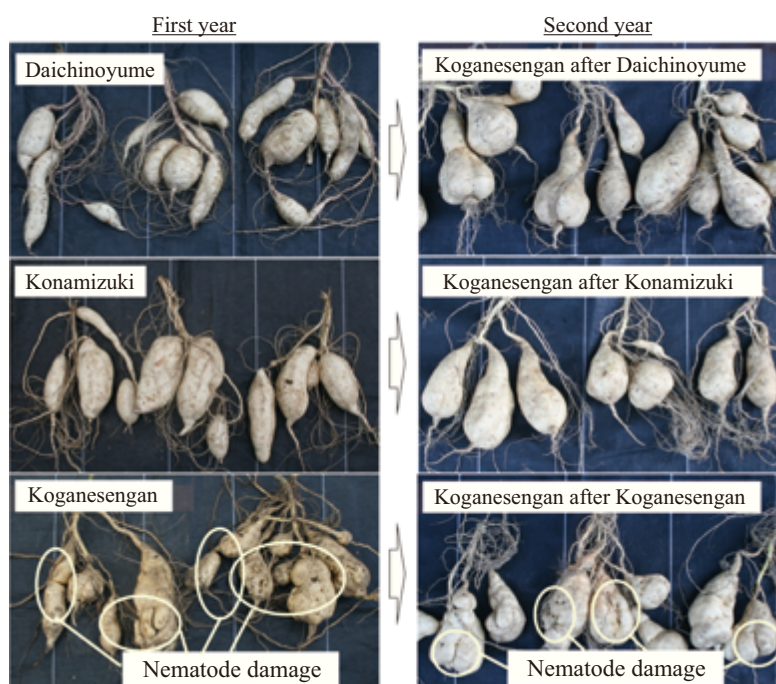 First year
Second year
Daichinoyume
Koganesengan after Daichinoyume
Konamizuki
Koganesengan after Konamizuki
Koganesengan
Koganesengan after Koganesengan
Nematode damage
Nematode damage